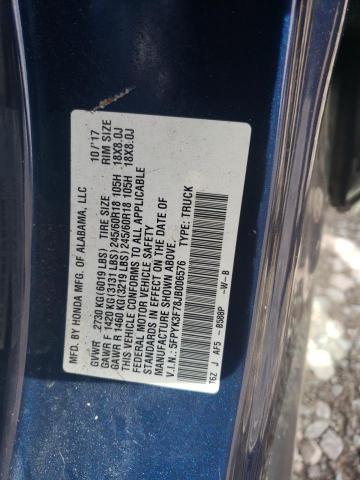 MFD. BY HONDA MFG. OF ALABAMA, LLC 10/'17
GVWR .2730 KG(6019 LBS) TIRE SIZE RIM SIZE
GAWR F 1420 KG(3131 LBS) 245/60R18 105H 18X8.0J
GAWR R 1460 KG(3219 LBS) 245/60R18 105H 18X8.0J
THIS VEHICLE CONFORMS TO ALL APPLICABLE
FEDERAL MOTOR VEHICLE SAFETY
STANDARDS IN EFFECT ON THE DATE OF
MANUFACTURE SHOWN ABOVE.
V.I.N.: 5FPYK3F78JB006576 TYPE: TRUCK
T6Z J AF5 - B588P -W-B